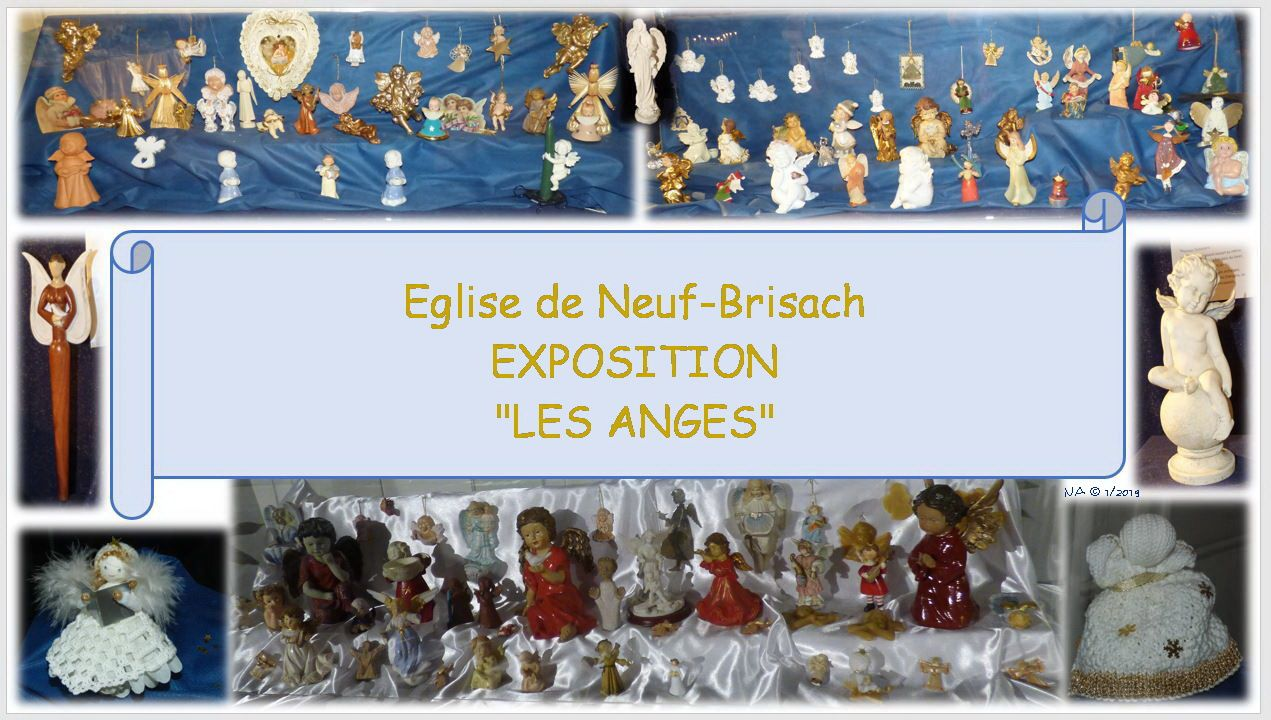 Eglise de Neuf-Brisach
EXPOSITION
"LES ANGES"
NA © 1/2019